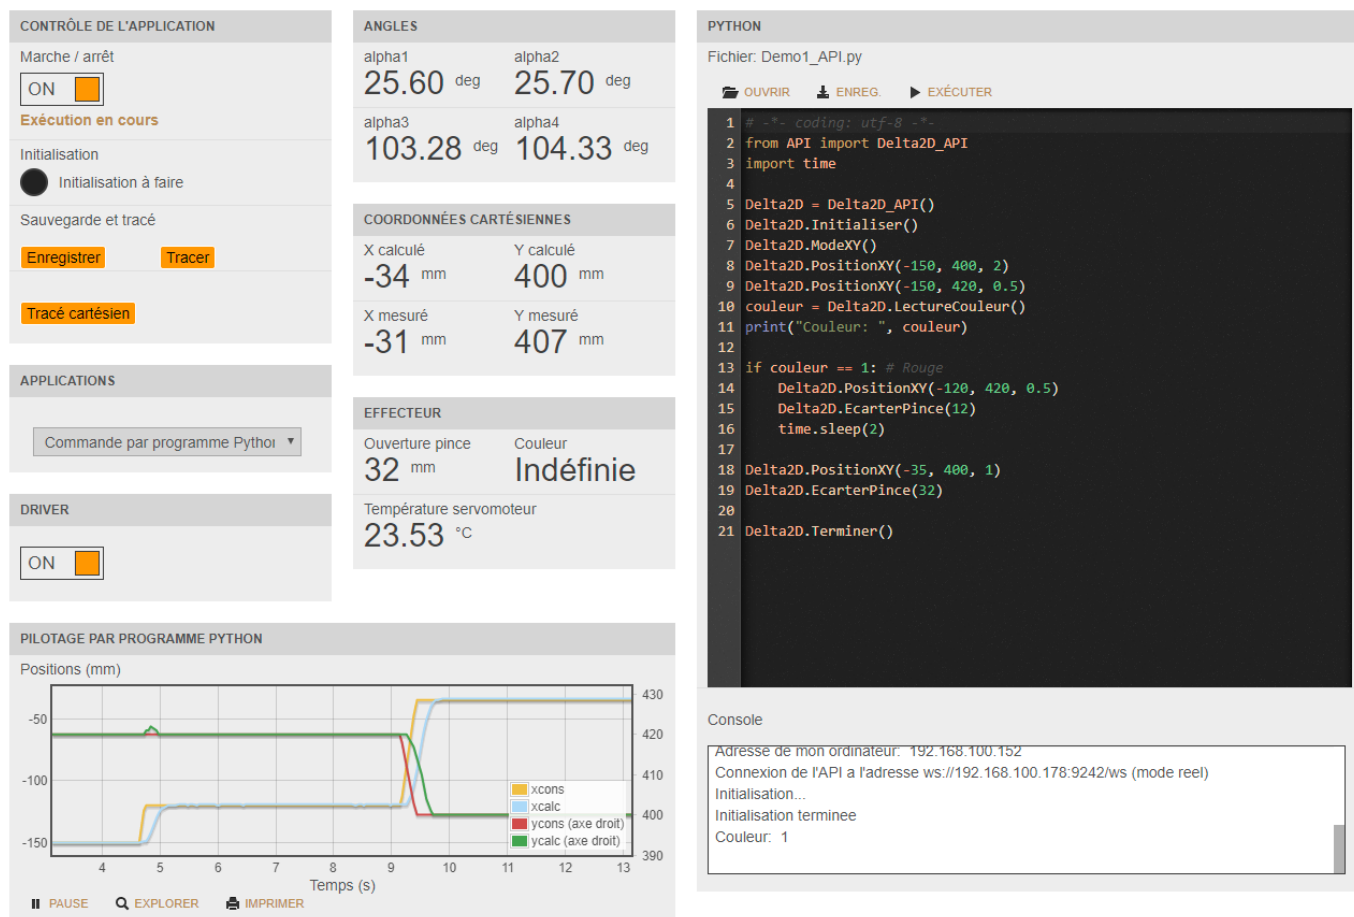 CONTRÔLE DE L'APPLICATION
Marche / arrêt
ON
Exécution en cours
Initialisation
Initialisation à faire
Sauvegarde et tracé
Enregistrer Tracer
Tracé cartésien
APPLICATIONS
Commande par programme Python
DRIVER
ON
ANGLES
alpha1 alpha2
25.60 deg 25.70 deg
alpha3 alpha4
103.28 deg 104.33 deg
COORDONNÉES CARTÉSIENNES
X calculé Y calculé
-34 mm 400 mm
X mesuré Y mesuré
-31 mm 407 mm
EFFECTEUR
Ouverture pince Couleur
32 mm Indéfinie
Température servomoteur
23.53 °C
PILOTAGE PAR PROGRAMME PYTHON
Positions (mm)
430
-50
420
410
-100
400
-150
390
xcons
xcalc
ycons (axe droit)
ycalc (axe droit)
4 5 6 7 8 9 10 11 12 13
Temps (s)
PAUSE EXPLORER IMPRIMER
PYTHON
Fichier: Demo1_API.py
OUVRIR ENREG. EXÉCUTER
1 # -*- coding: utf-8 -*-
2 from API import Delta2D_API
3 import time
4
5 Delta2D = Delta2D_API()
6 Delta2D.Initialiser()
7 Delta2D.ModeXY()
8 Delta2D.PositionXY(-150, 400, 2)
9 Delta2D.PositionXY(-150, 420, 0.5)
10 couleur = Delta2D.LectureCouleur()
11 print("Couleur: ", couleur)
12
13 if couleur == 1: # Rouge
14 Delta2D.PositionXY(-120, 420, 0.5)
15 Delta2D.EcarterPince(12)
16 time.sleep(2)
17
18 Delta2D.PositionXY(-35, 400, 1)
19 Delta2D.EcarterPince(32)
20
21 Delta2D.Terminer()
Console
Adresse de mon ordinateur: 192.168.100.152
Connexion de l'API a l'adresse ws://192.168.100.178:9242/ws (mode reel)
Initialisation...
Initialisation terminee
Couleur: 1